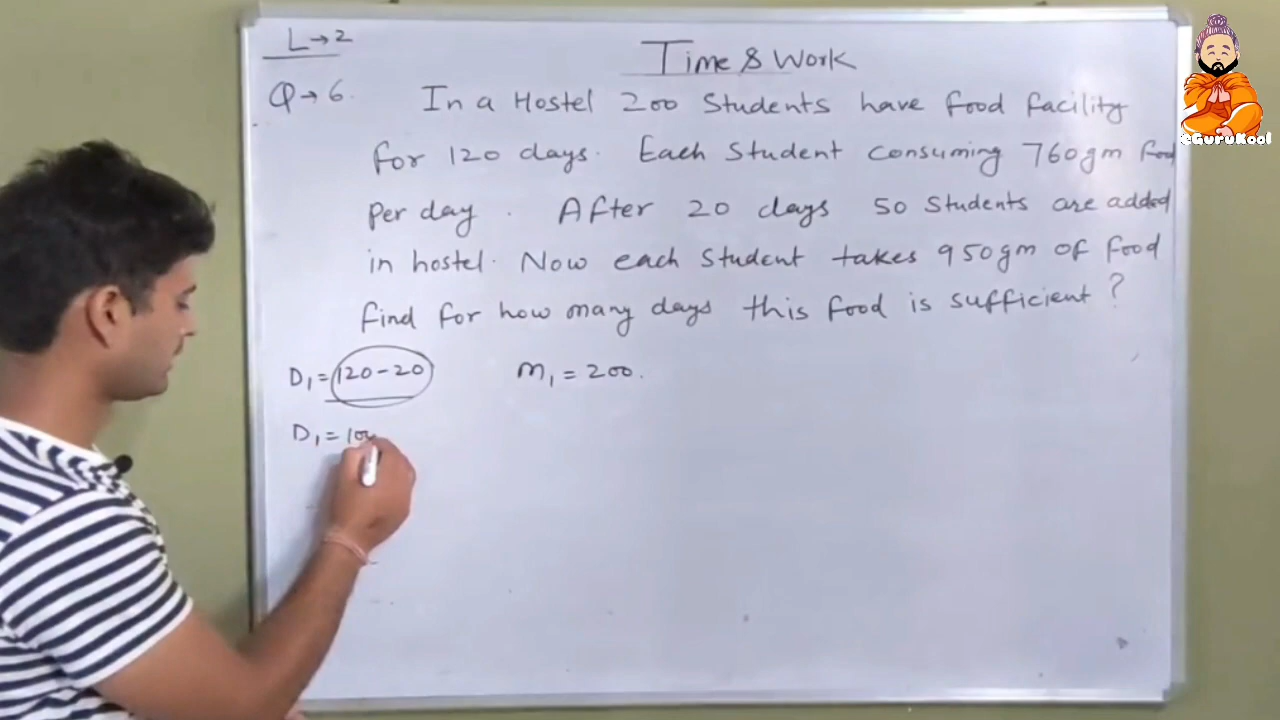 L→2
Time & Work
Q→6. In a Hostel 200 Students have food facility
for 120 days. Each Student Consuming 760gm food
per day. After 20 days 50 Students are added
in hostel. Now each Student takes 950gm of food
find for how many days this food is sufficient?
D₁=120-20 m₁=200.
D₁=100
eGuruKool